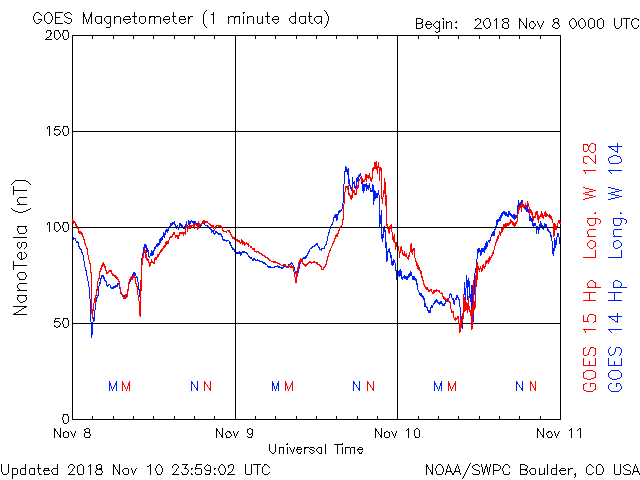 GOES Magnetometer (1 minute data)
Begin: 2018 Nov 8 0000 UTC
200
150
100
50
0
NanoTesla (nT)
M M N N M M N N M M N N
Nov 8 Nov 9 Nov 10 Nov 11
Universal Time
GOES 15 Hp Long. W 128
GOES 14 Hp Long. W 104
Updated 2018 Nov 10 23:59:02 UTC
NOAA/SWPC Boulder, CO USA